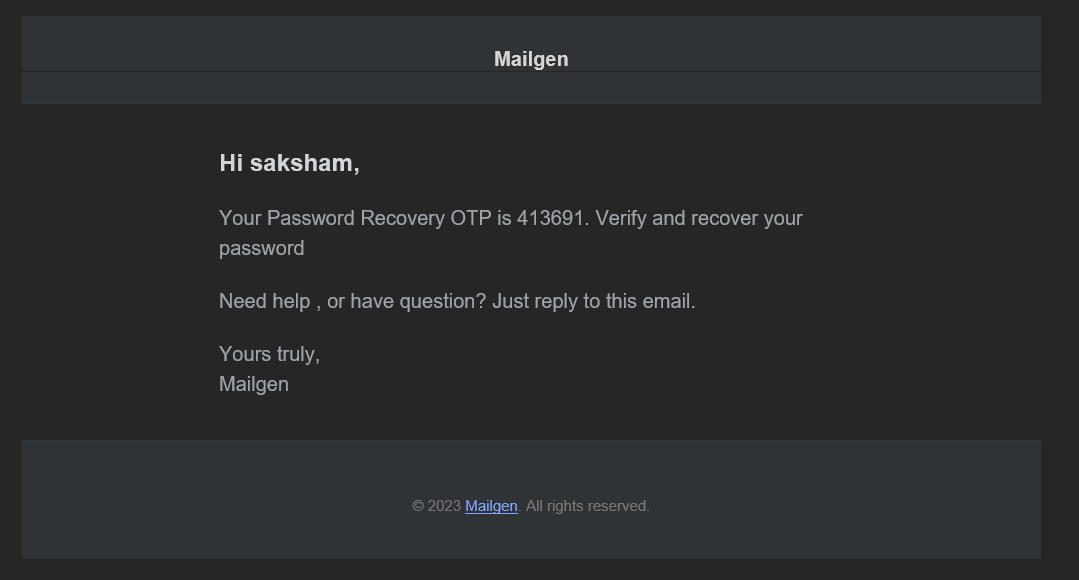 Mailgen
Hi saksham,
Your Password Recovery OTP is 413691. Verify and recover your
password
Need help , or have question? Just reply to this email.
Yours truly,
Mailgen
© 2023 Mailgen. All rights reserved.